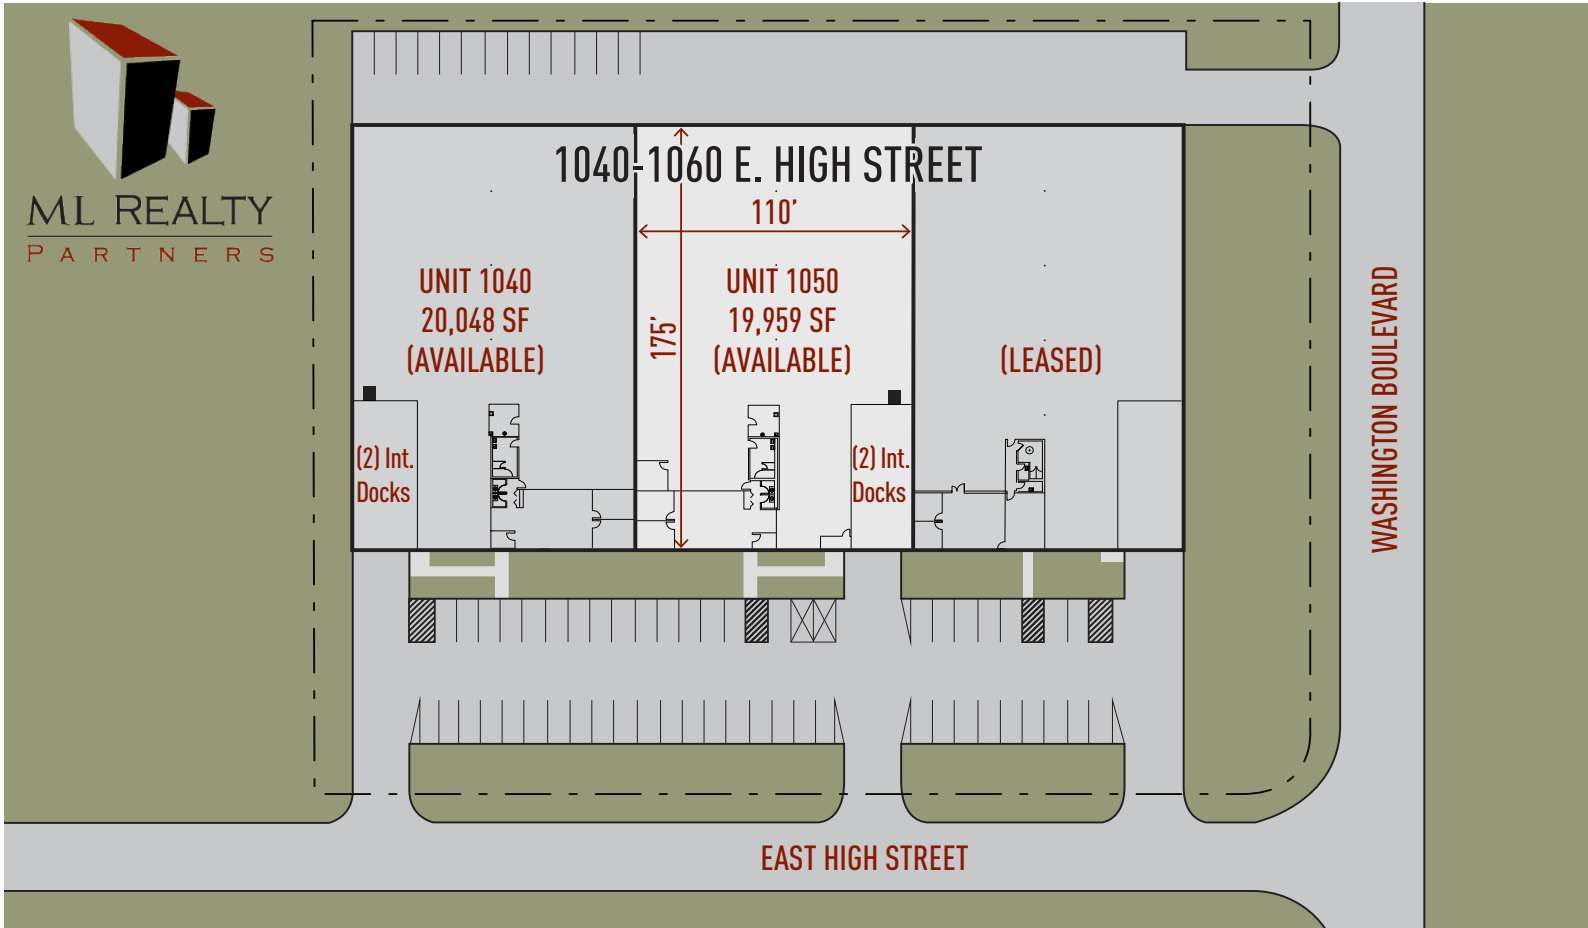 ML REALTY
PARTNERS
1040-1060 E. HIGH STREET
110'
175'
UNIT 1040
20,048 SF
(AVAILABLE)
UNIT 1050
19,959 SF
(AVAILABLE)
(LEASED)
(2) Int.
Docks
(2) Int.
Docks
WASHINGTON BOULEVARD
EAST HIGH STREET